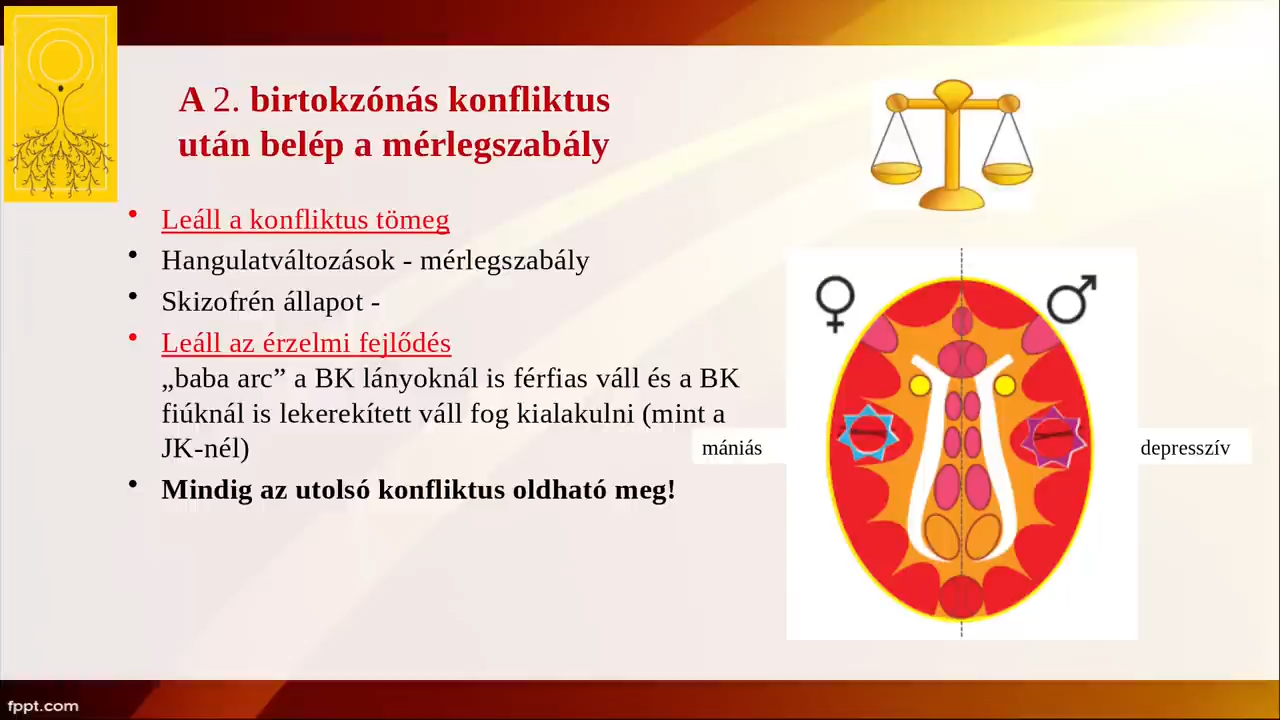 A 2. birtokzónás konfliktus
után belép a mérlegszabály
• Leáll a konfliktus tömeg
• Hangulatváltozások - mérlegszabály
• Skizofrén állapot -
• Leáll az érzelmi fejlődés
„baba arc” a BK lányoknál is férfias váll és a BK
fiúknál is lekerekített váll fog kialakulni (mint a
JK-nél)
• Mindig az utolsó konfliktus oldható meg!
mániás
depresszív
fppt.com